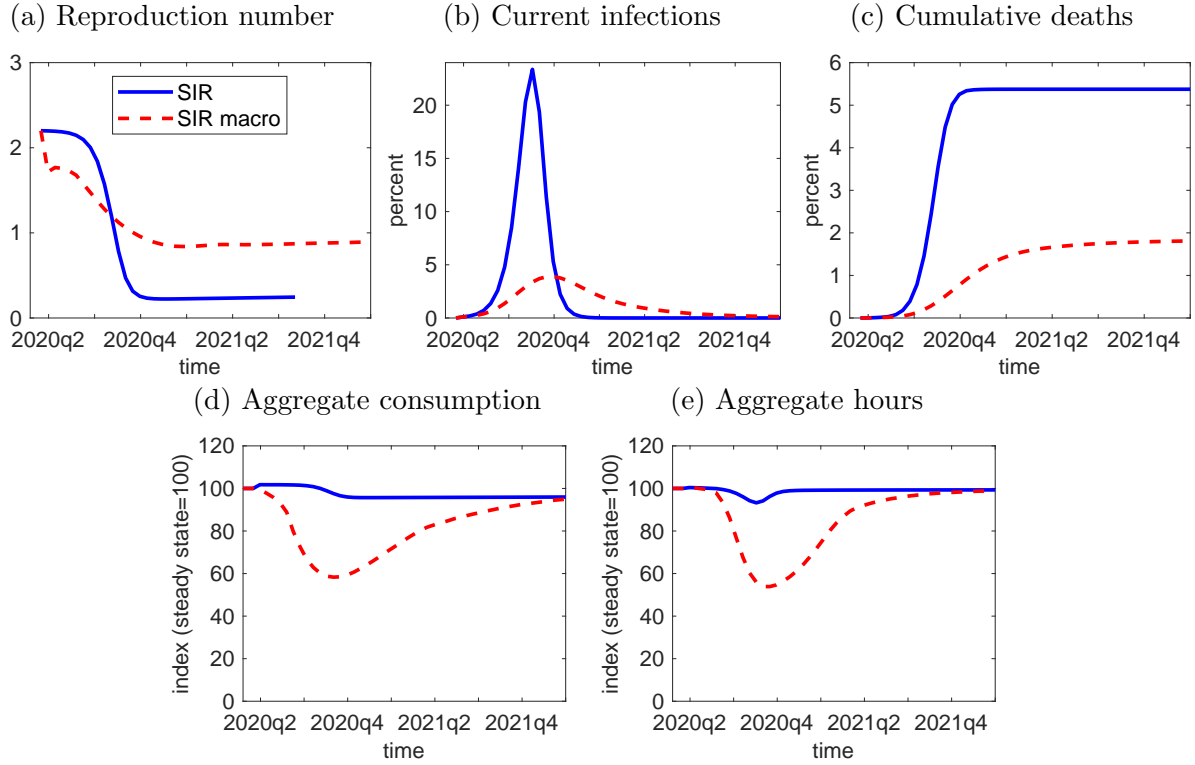 (a) Reproduction number
(b) Current infections
(c) Cumulative deaths
3
2
1
0
SIR
SIR macro
2020q2 2020q4 2021q2 2021q4
time
percent
20
15
10
5
0
2020q2 2020q4 2021q2 2021q4
time
percent
6
5
4
3
2
1
0
2020q2 2020q4 2021q2 2021q4
time
(d) Aggregate consumption
(e) Aggregate hours
index (steady state=100)
120
100
80
60
40
20
0
2020q2 2020q4 2021q2 2021q4
time
index (steady state=100)
120
100
80
60
40
20
0
2020q2 2020q4 2021q2 2021q4
time